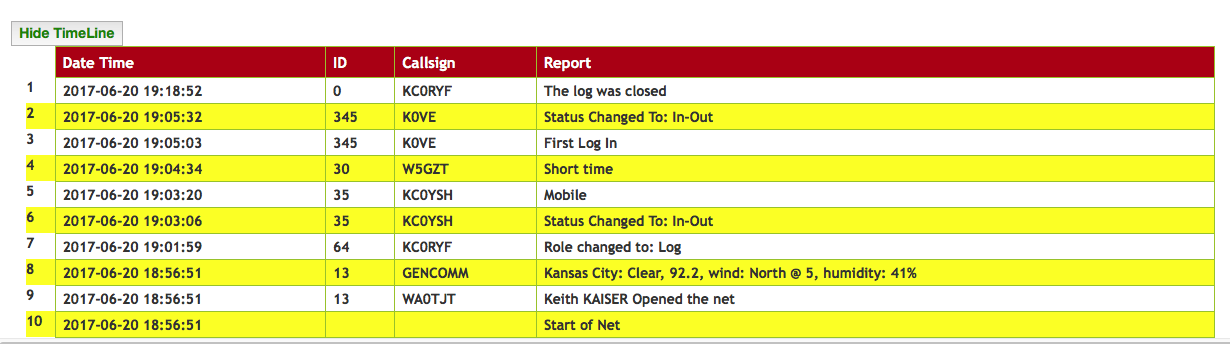 Hide TimeLine
Date Time ID Callsign Report
1 2017-06-20 19:18:52 0 KC0RYF The log was closed
2 2017-06-20 19:05:32 345 K0VE Status Changed To: In-Out
3 2017-06-20 19:05:03 345 K0VE First Log In
4 2017-06-20 19:04:34 30 W5GZT Short time
5 2017-06-20 19:03:20 35 KC0YSH Mobile
6 2017-06-20 19:03:06 35 KC0YSH Status Changed To: In-Out
7 2017-06-20 19:01:59 64 KC0RYF Role changed to: Log
8 2017-06-20 18:56:51 13 GENCOMM Kansas City: Clear, 92.2, wind: North @ 5, humidity: 41%
9 2017-06-20 18:56:51 13 WA0TJT Keith KAISER Opened the net
10 2017-06-20 18:56:51 Start of Net